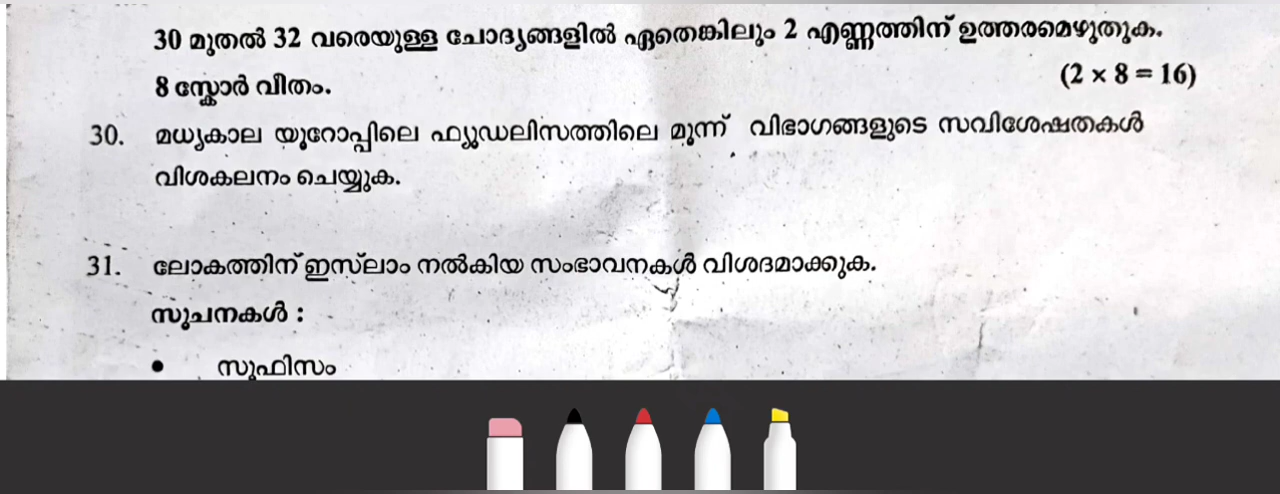 30 മുതൽ 32 വരെയുള്ള ചോദ്യങ്ങളിൽ ഏതെങ്കിലും 2 എണ്ണത്തിന് ഉത്തരമെഴുതുക.
8 സ്കോർ വീതം. (2 × 8 = 16)
30. മധ്യകാല യൂറോപ്പിലെ ഫ്യൂഡലിസത്തിലെ മൂന്ന് വിഭാഗങ്ങളുടെ സവിശേഷതകൾ
വിശകലനം ചെയ്യുക.
31. ലോകത്തിന് ഇസ്ലാം നൽകിയ സംഭാവനകൾ വിശദമാക്കുക.
സൂചനകൾ :
• സൂഫിസം